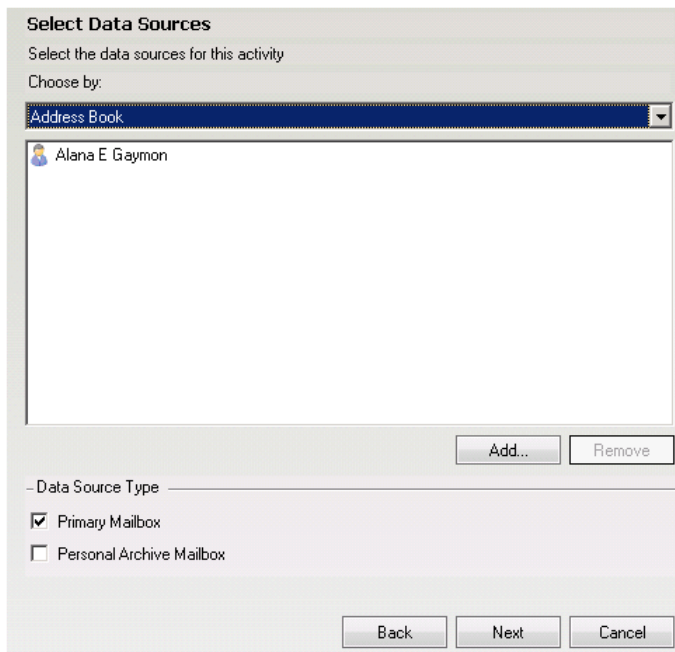 Select Data Sources
Select the data sources for this activity
Choose by:
Address Book
Alana E Gaymon
Add... Remove
Data Source Type
Primary Mailbox
Personal Archive Mailbox
Back Next Cancel